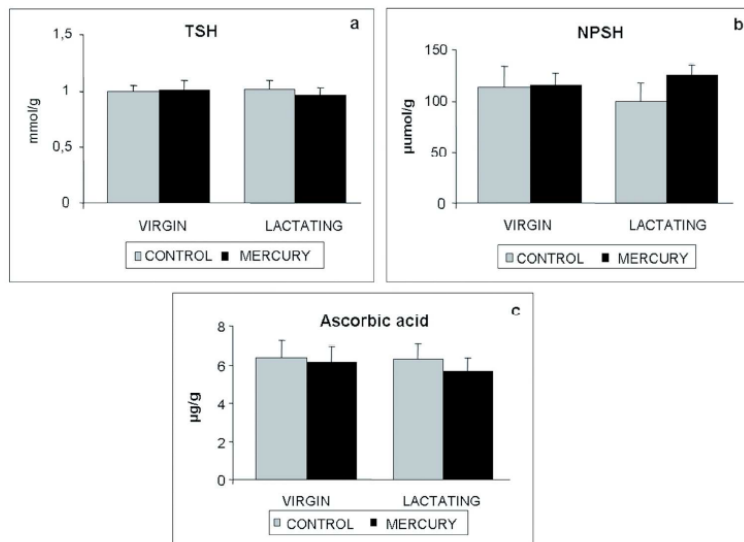 TSH
a
1,5
1
0,5
0
mmol/g
VIRGIN LACTATING
CONTROL MERCURY
NPSH
b
150
100
50
0
µumol/g
VIRGIN LACTATING
CONTROL MERCURY
Ascorbic acid
c
8
6
4
2
0
µg/g
VIRGIN LACTATING
CONTROL MERCURY